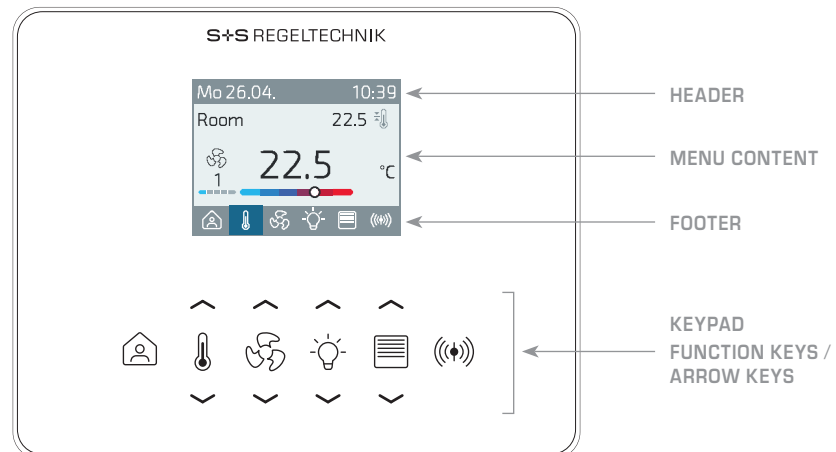 S+S REGELTECHNIK
Mo 26.04. 10:39
HEADER
Room 22.5
22.5 °C
1
MENU CONTENT
FOOTER
KEYPAD
FUNCTION KEYS /
ARROW KEYS